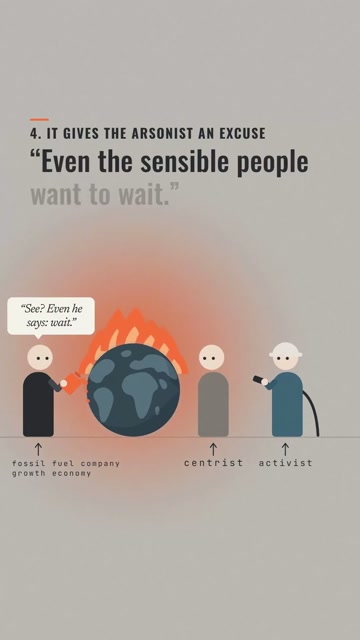 4. IT GIVES THE ARSONIST AN EXCUSE
“Even the sensible people
want to wait.”
“See? Even he
says: wait.”
fossil fuel company
growth economy
centrist
activist